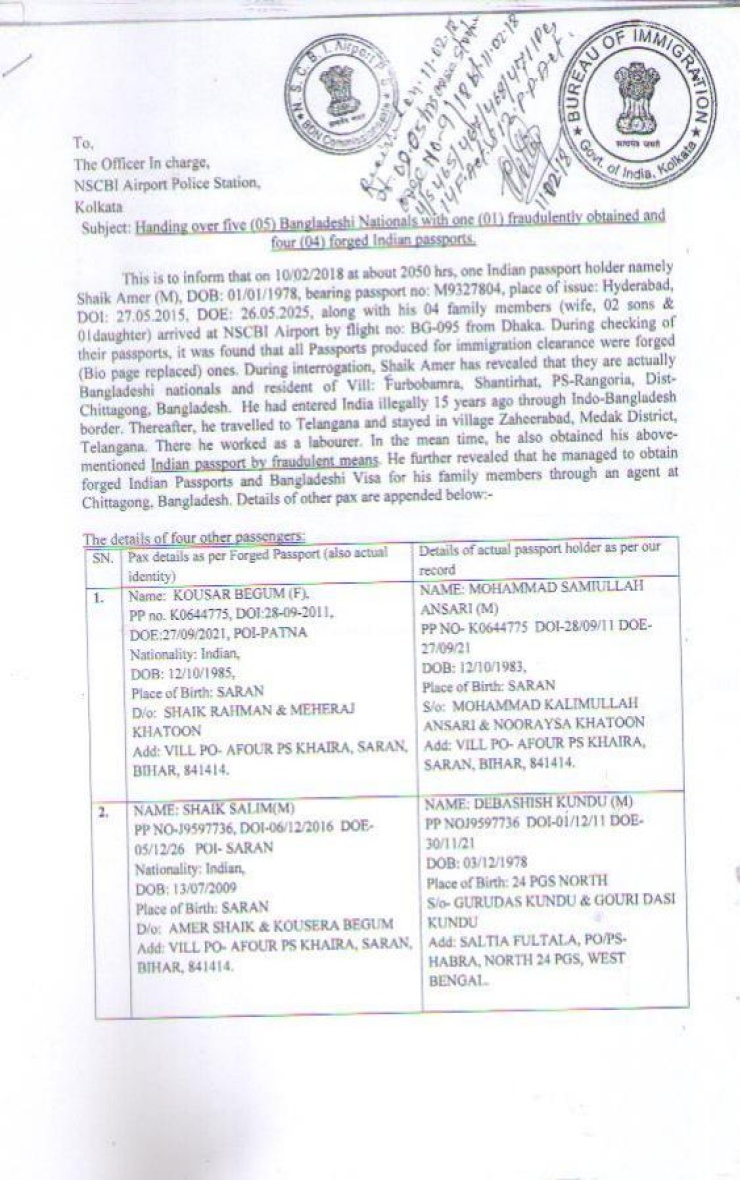 N.S.C.B.I. Airport P.S
BDN Commissionerate
BUREAU OF IMMIGRATION
सत्यमेव जयते
Govt. of India, Kolkata
11.02.18
To,
The Officer In charge,
NSCBI Airport Police Station,
Kolkata
Subject: Handing over five (05) Bangladeshi Nationals with one (01) fraudulently obtained and
four (04) forged Indian passports.
This is to inform that on 10/02/2018 at about 2050 hrs, one Indian passport holder namely
Shaik Amer (M), DOB: 01/01/1978, bearing passport no: M9327804, place of issue: Hyderabad,
DOI: 27.05.2015, DOE: 26.05.2025, along with his 04 family members (wife, 02 sons &
01daughter) arrived at NSCBI Airport by flight no: BG-095 from Dhaka. During checking of
their passports, it was found that all Passports produced for immigration clearance were forged
(Bio page replaced) ones. During interrogation, Shaik Amer has revealed that they are actually
Bangladeshi nationals and resident of Vill: Furbobamra, Shantirhat, PS-Rangoria, Dist-
Chittagong, Bangladesh. He had entered India illegally 15 years ago through Indo-Bangladesh
border. Thereafter, he travelled to Telangana and stayed in village Zaheerabad, Medak District,
Telangana. There he worked as a labourer. In the mean time, he also obtained his above-
mentioned Indian passport by fraudulent means. He further revealed that he managed to obtain
forged Indian Passports and Bangladeshi Visa for his family members through an agent at
Chittagong, Bangladesh. Details of other pax are appended below:-
The details of four other passengers:
SN. Pax details as per Forged Passport (also actual
identity)
Details of actual passport holder as per our
record
1. Name: KOUSAR BEGUM (F),
PP no. K0644775, DOI:28-09-2011,
DOE:27/09/2021, POI-PATNA
Nationality: Indian,
DOB: 12/10/1985,
Place of Birth: SARAN
D/o: SHAIK RAHMAN & MEHERAJ
KHATOON
Add: VILL PO- AFOUR PS KHAIRA, SARAN,
BIHAR, 841414.
NAME: MOHAMMAD SAMIULLAH
ANSARI (M)
PP NO- K0644775 DOI-28/09/11 DOE-
27/09/21
DOB: 12/10/1983,
Place of Birth: SARAN
S/o: MOHAMMAD KALIMULLAH
ANSARI & NOORAYSA KHATOON
Add: VILL PO- AFOUR PS KHAIRA,
SARAN, BIHAR, 841414.
2. NAME: SHAIK SALIM(M)
PP NO-J9597736, DOI-06/12/2016 DOE-
05/12/26 POI- SARAN
Nationality: Indian,
DOB: 13/07/2009
Place of Birth: SARAN
D/o: AMER SHAIK & KOUSERA BEGUM
Add: VILL PO- AFOUR PS KHAIRA, SARAN,
BIHAR, 841414.
NAME: DEBASHISH KUNDU (M)
PP NOJ9597736 DOI-01/12/11 DOE-
30/11/21
DOB: 03/12/1978
Place of Birth: 24 PGS NORTH
S/o- GURUDAS KUNDU & GOURI DASI
KUNDU
Add: SALTIA FULTALA, PO/PS-
HABRA, NORTH 24 PGS, WEST
BENGAL.